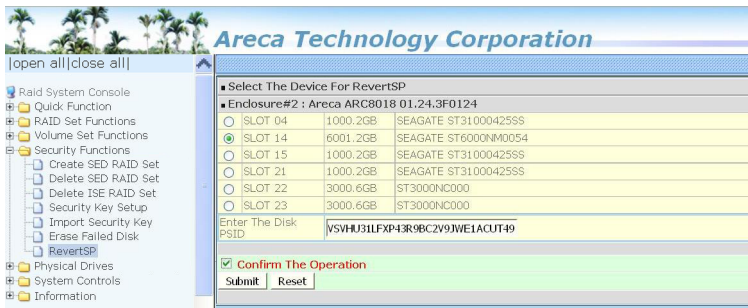 Areca Technology Corporation
|open all|close all|
Raid System Console
Quick Function
RAID Set Functions
Volume Set Functions
Security Functions
Create SED RAID Set
Delete SED RAID Set
Delete ISE RAID Set
Security Key Setup
Import Security Key
Erase Failed Disk
RevertSP
Physical Drives
System Controls
Information
Select The Device For RevertSP
Enclosure#2 : Areca ARC8018 01.24.3F0124
SLOT 04 1000.2GB SEAGATE ST31000425SS
SLOT 14 6001.2GB SEAGATE ST6000NM0054
SLOT 15 1000.2GB SEAGATE ST31000425SS
SLOT 21 1000.2GB SEAGATE ST31000425SS
SLOT 22 3000.6GB ST3000NC000
SLOT 23 3000.6GB ST3000NC000
Enter The Disk
PSID
VSVHU31LFXP43R9BC2V9JWE1ACUT49
Confirm The Operation
Submit Reset